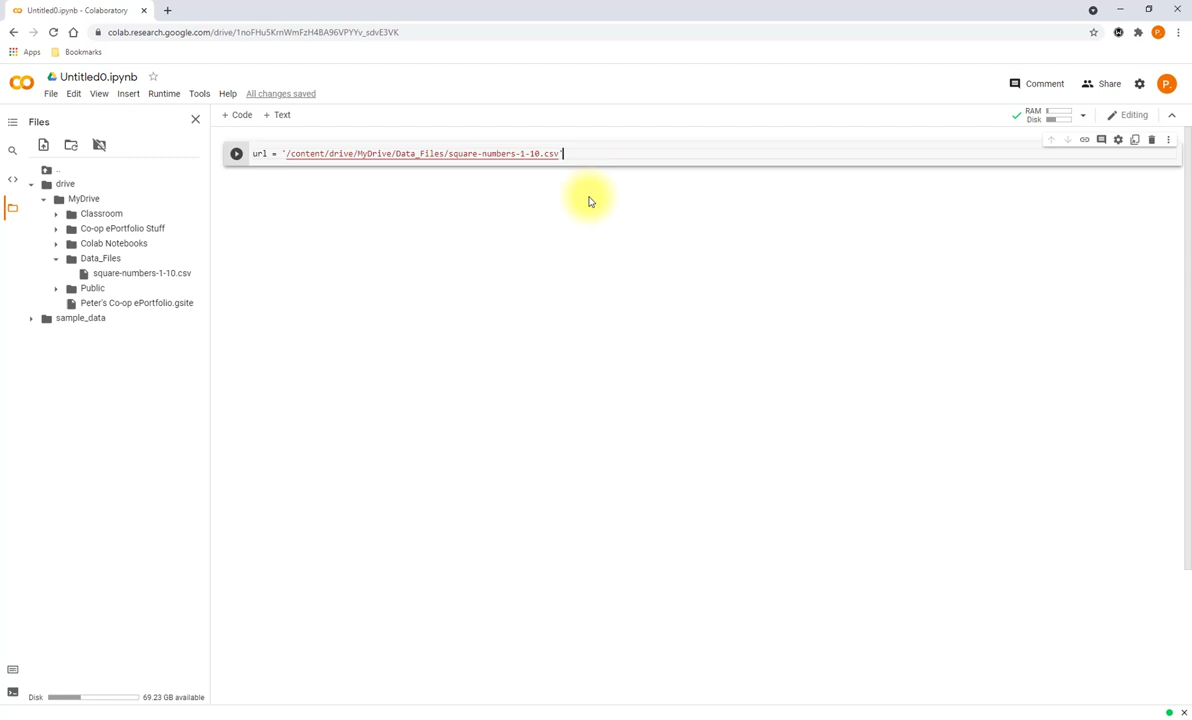 Untitled0.ipynb - Colaboratory
colab.research.google.com/drive/1noFHu5KrnWmFzH48A96VPYYv_sdvE3VK
P.
Apps Bookmarks
Untitled0.ipynb
Comment Share P.
File Edit View Insert Runtime Tools Help All changes saved
Files
+ Code + Text
RAM
Disk
Editing
url = '/content/drive/MyDrive/Data_Files/square-numbers-1-10.csv'
..
drive
MyDrive
Classroom
Co-op ePortfolio Stuff
Colab Notebooks
Data_Files
square-numbers-1-10.csv
Public
Peter's Co-op ePortfolio.gsite
sample_data
Disk 69.23 GB available